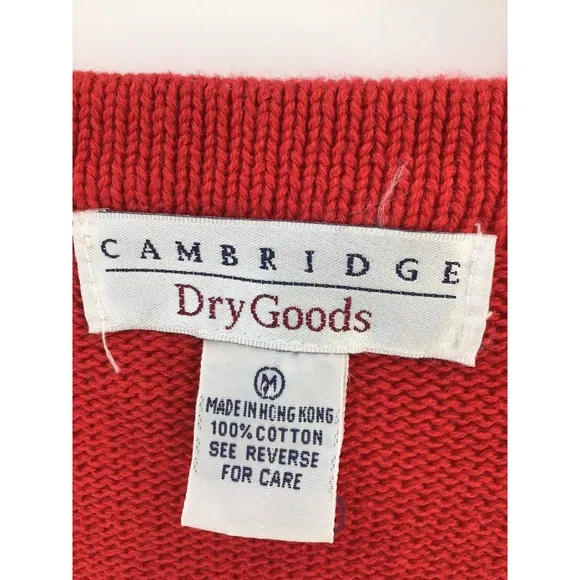 CAMBRIDGE
Dry Goods
M
MADE IN HONG KONG
100% COTTON
SEE REVERSE
FOR CARE